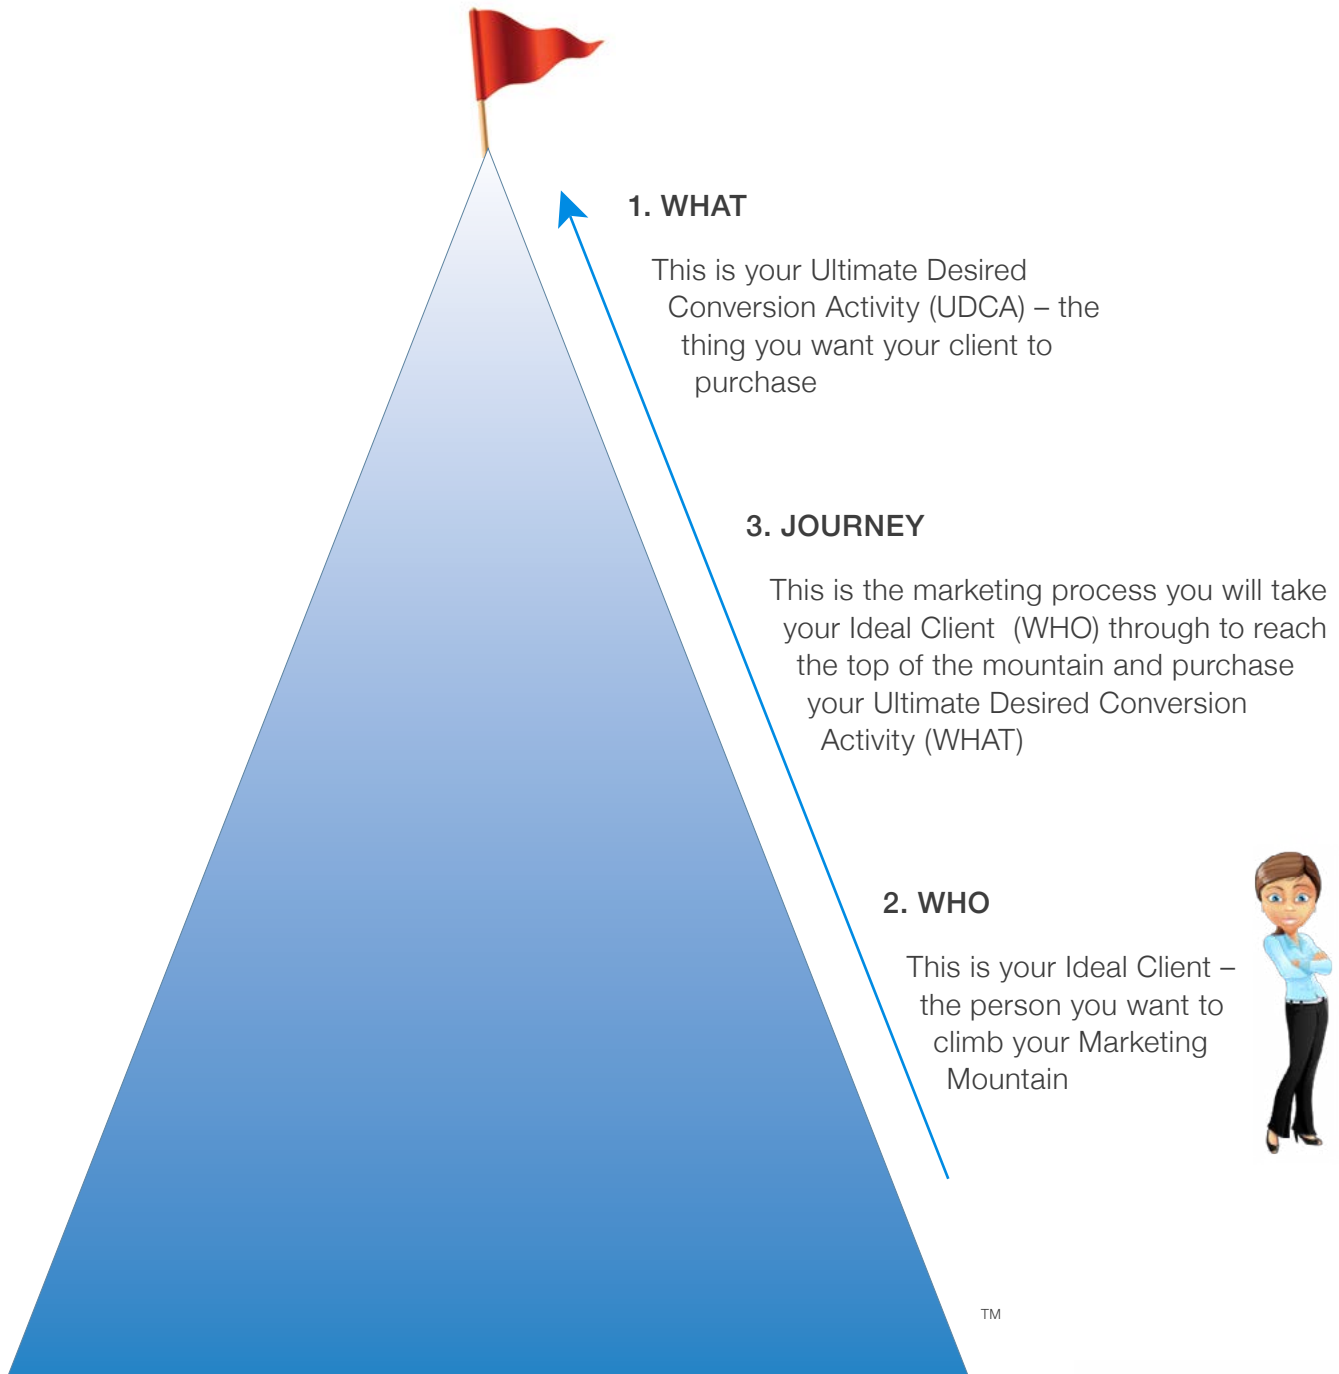 1. WHAT
This is your Ultimate Desired
Conversion Activity (UDCA) – the
thing you want your client to
purchase
3. JOURNEY
This is the marketing process you will take
your Ideal Client  (WHO) through to reach
the top of the mountain and purchase
your Ultimate Desired Conversion
Activity (WHAT)
2. WHO
This is your Ideal Client –
the person you want to
climb your Marketing
Mountain
TM